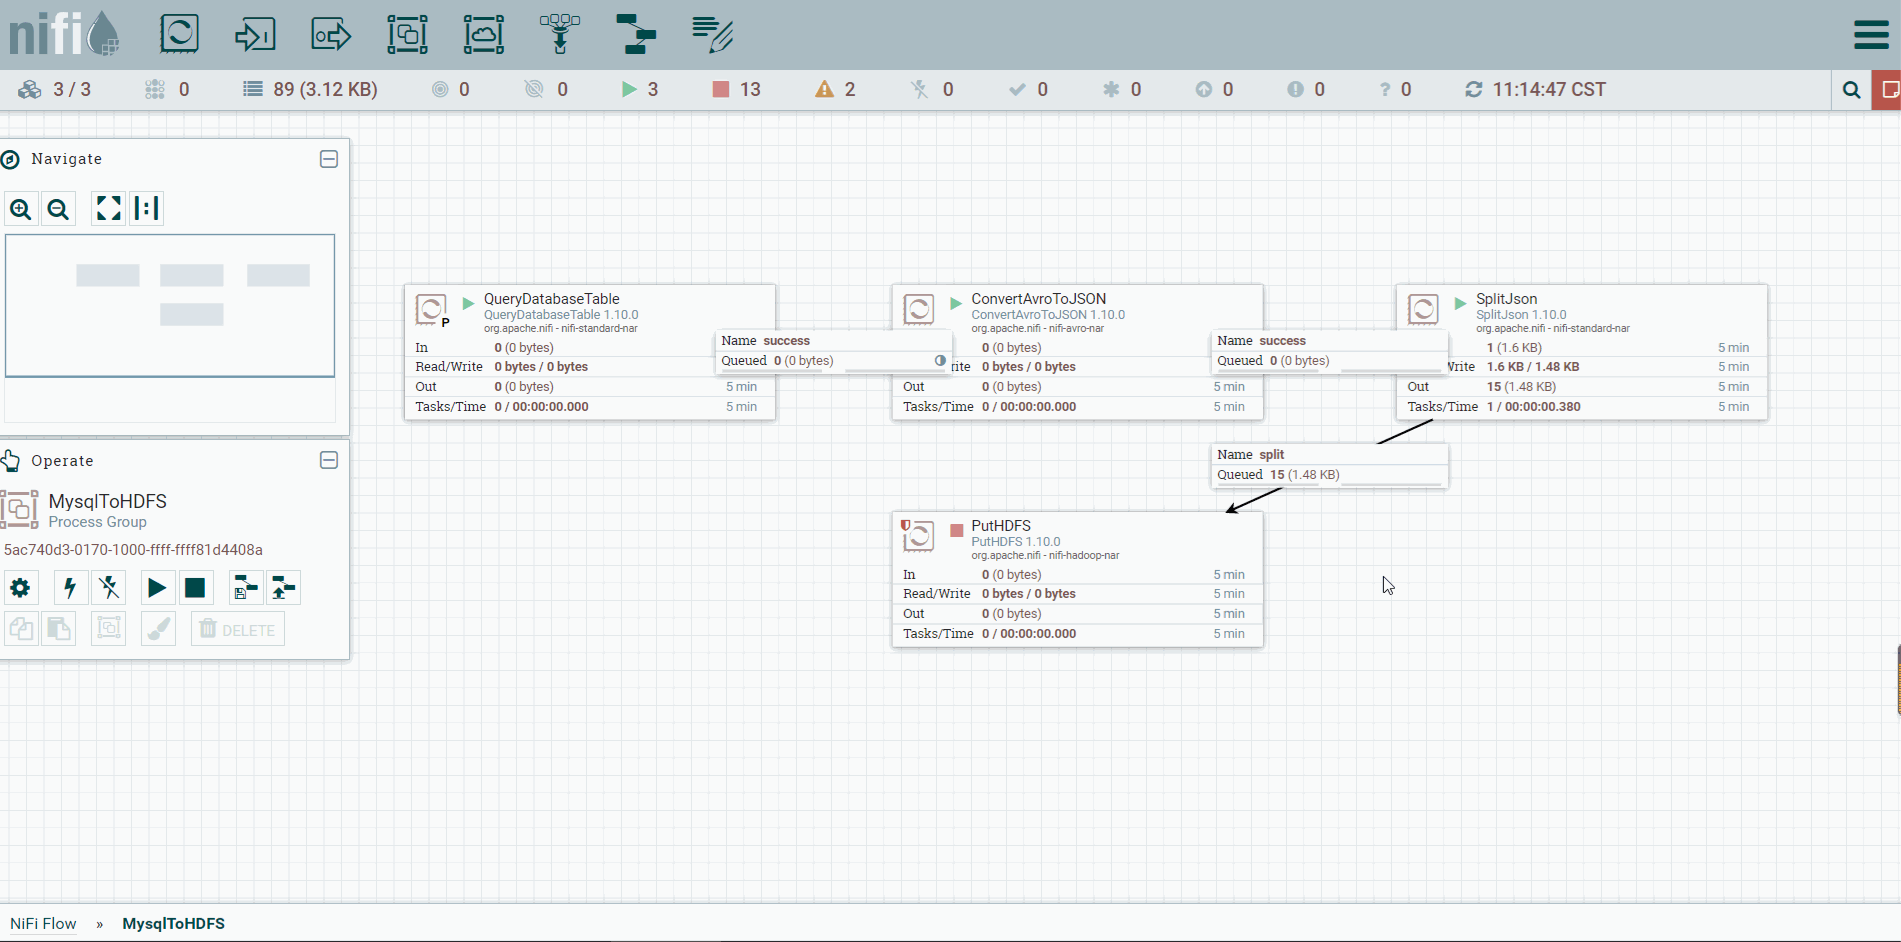 nifi
3 / 3 0 89 (3.12 KB) 0 0 3 13 2 0 0 0 0 0 ? 0 11:14:47 CST
Navigate
Operate
MysqlToHDFS
Process Group
5ac740d3-0170-1000-ffff-ffff81d4408a
DELETE
QueryDatabaseTable
QueryDatabaseTable 1.10.0
org.apache.nifi - nifi-standard-nar
P
In 0 (0 bytes)
Read/Write 0 bytes / 0 bytes
Out 0 (0 bytes) 5 min
Tasks/Time 0 / 00:00:00.000 5 min
Name success
Queued 0 (0 bytes)
ConvertAvroToJSON
ConvertAvroToJSON 1.10.0
org.apache.nifi - nifi-avro-nar
0 (0 bytes)
rite 0 bytes / 0 bytes
Out 0 (0 bytes) 5 min
Tasks/Time 0 / 00:00:00.000 5 min
Name success
Queued 0 (0 bytes)
SplitJson
SplitJson 1.10.0
org.apache.nifi - nifi-standard-nar
1 (1.6 KB) 5 min
Write 1.6 KB / 1.48 KB 5 min
Out 15 (1.48 KB) 5 min
Tasks/Time 1 / 00:00:00.380 5 min
Name split
Queued 15 (1.48 KB)
PutHDFS
PutHDFS 1.10.0
org.apache.nifi - nifi-hadoop-nar
In 0 (0 bytes) 5 min
Read/Write 0 bytes / 0 bytes 5 min
Out 0 (0 bytes) 5 min
Tasks/Time 0 / 00:00:00.000 5 min
NiFi Flow » MysqlToHDFS